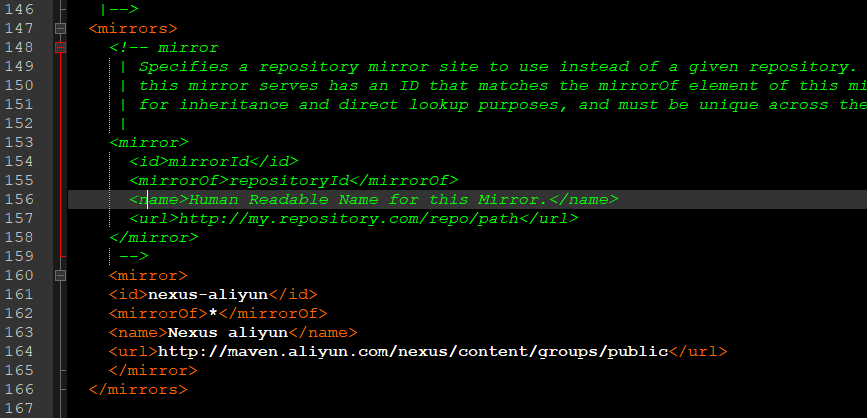 146 |-->
147 <mirrors>
148 <!-- mirror
149 | Specifies a repository mirror site to use instead of a given repository.
150 | this mirror serves has an ID that matches the mirrorOf element of this mi
151 | for inheritance and direct lookup purposes, and must be unique across the
152 |
153 <mirror>
154 <id>mirrorId</id>
155 <mirrorOf>repositoryId</mirrorOf>
156 <name>Human Readable Name for this Mirror.</name>
157 <url>http://my.repository.com/repo/path</url>
158 </mirror>
159 -->
160 <mirror>
161 <id>nexus-aliyun</id>
162 <mirrorOf>*</mirrorOf>
163 <name>Nexus aliyun</name>
164 <url>http://maven.aliyun.com/nexus/content/groups/public</url>
165 </mirror>
166 </mirrors>
167